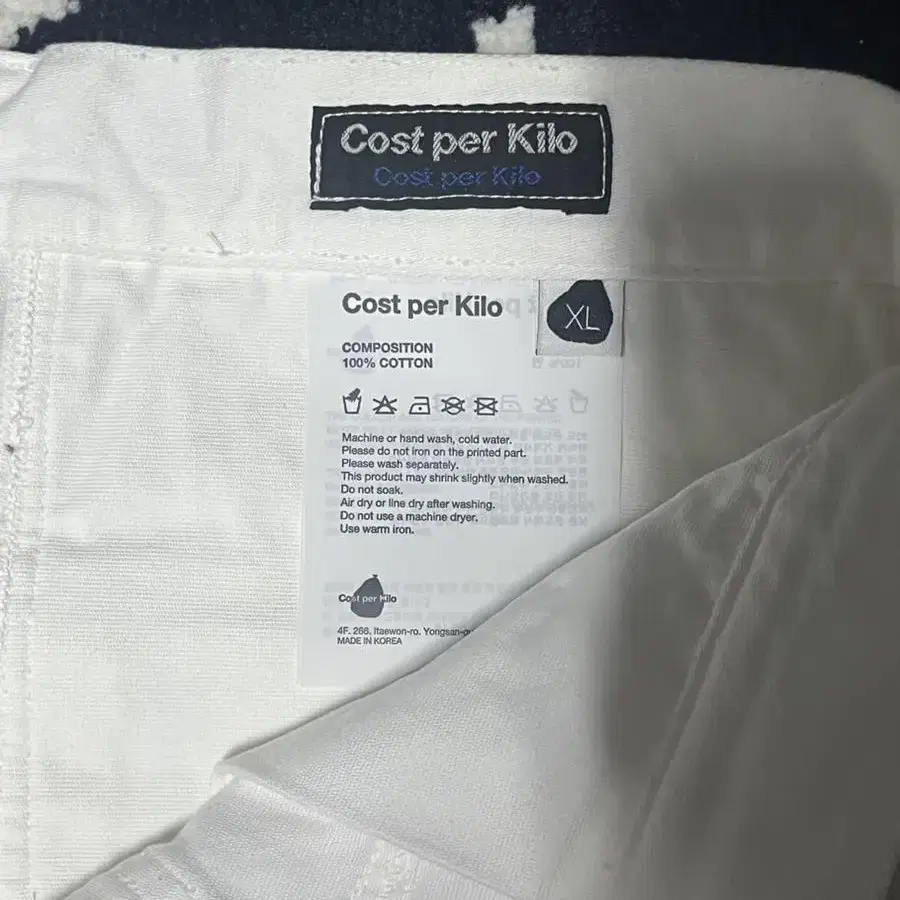 Cost per Kilo
Cost per Kilo
Cost per Kilo
XL
COMPOSITION
100% COTTON
Machine or hand wash, cold water.
Please do not iron on the printed part.
Please wash separately.
This product may shrink slightly when washed.
Do not soak.
Air dry or line dry after washing.
Do not use a machine dryer.
Use warm iron.
Cost per Kilo
4F. 266. Itaewon-ro. Yongsan-gu
MADE IN KOREA